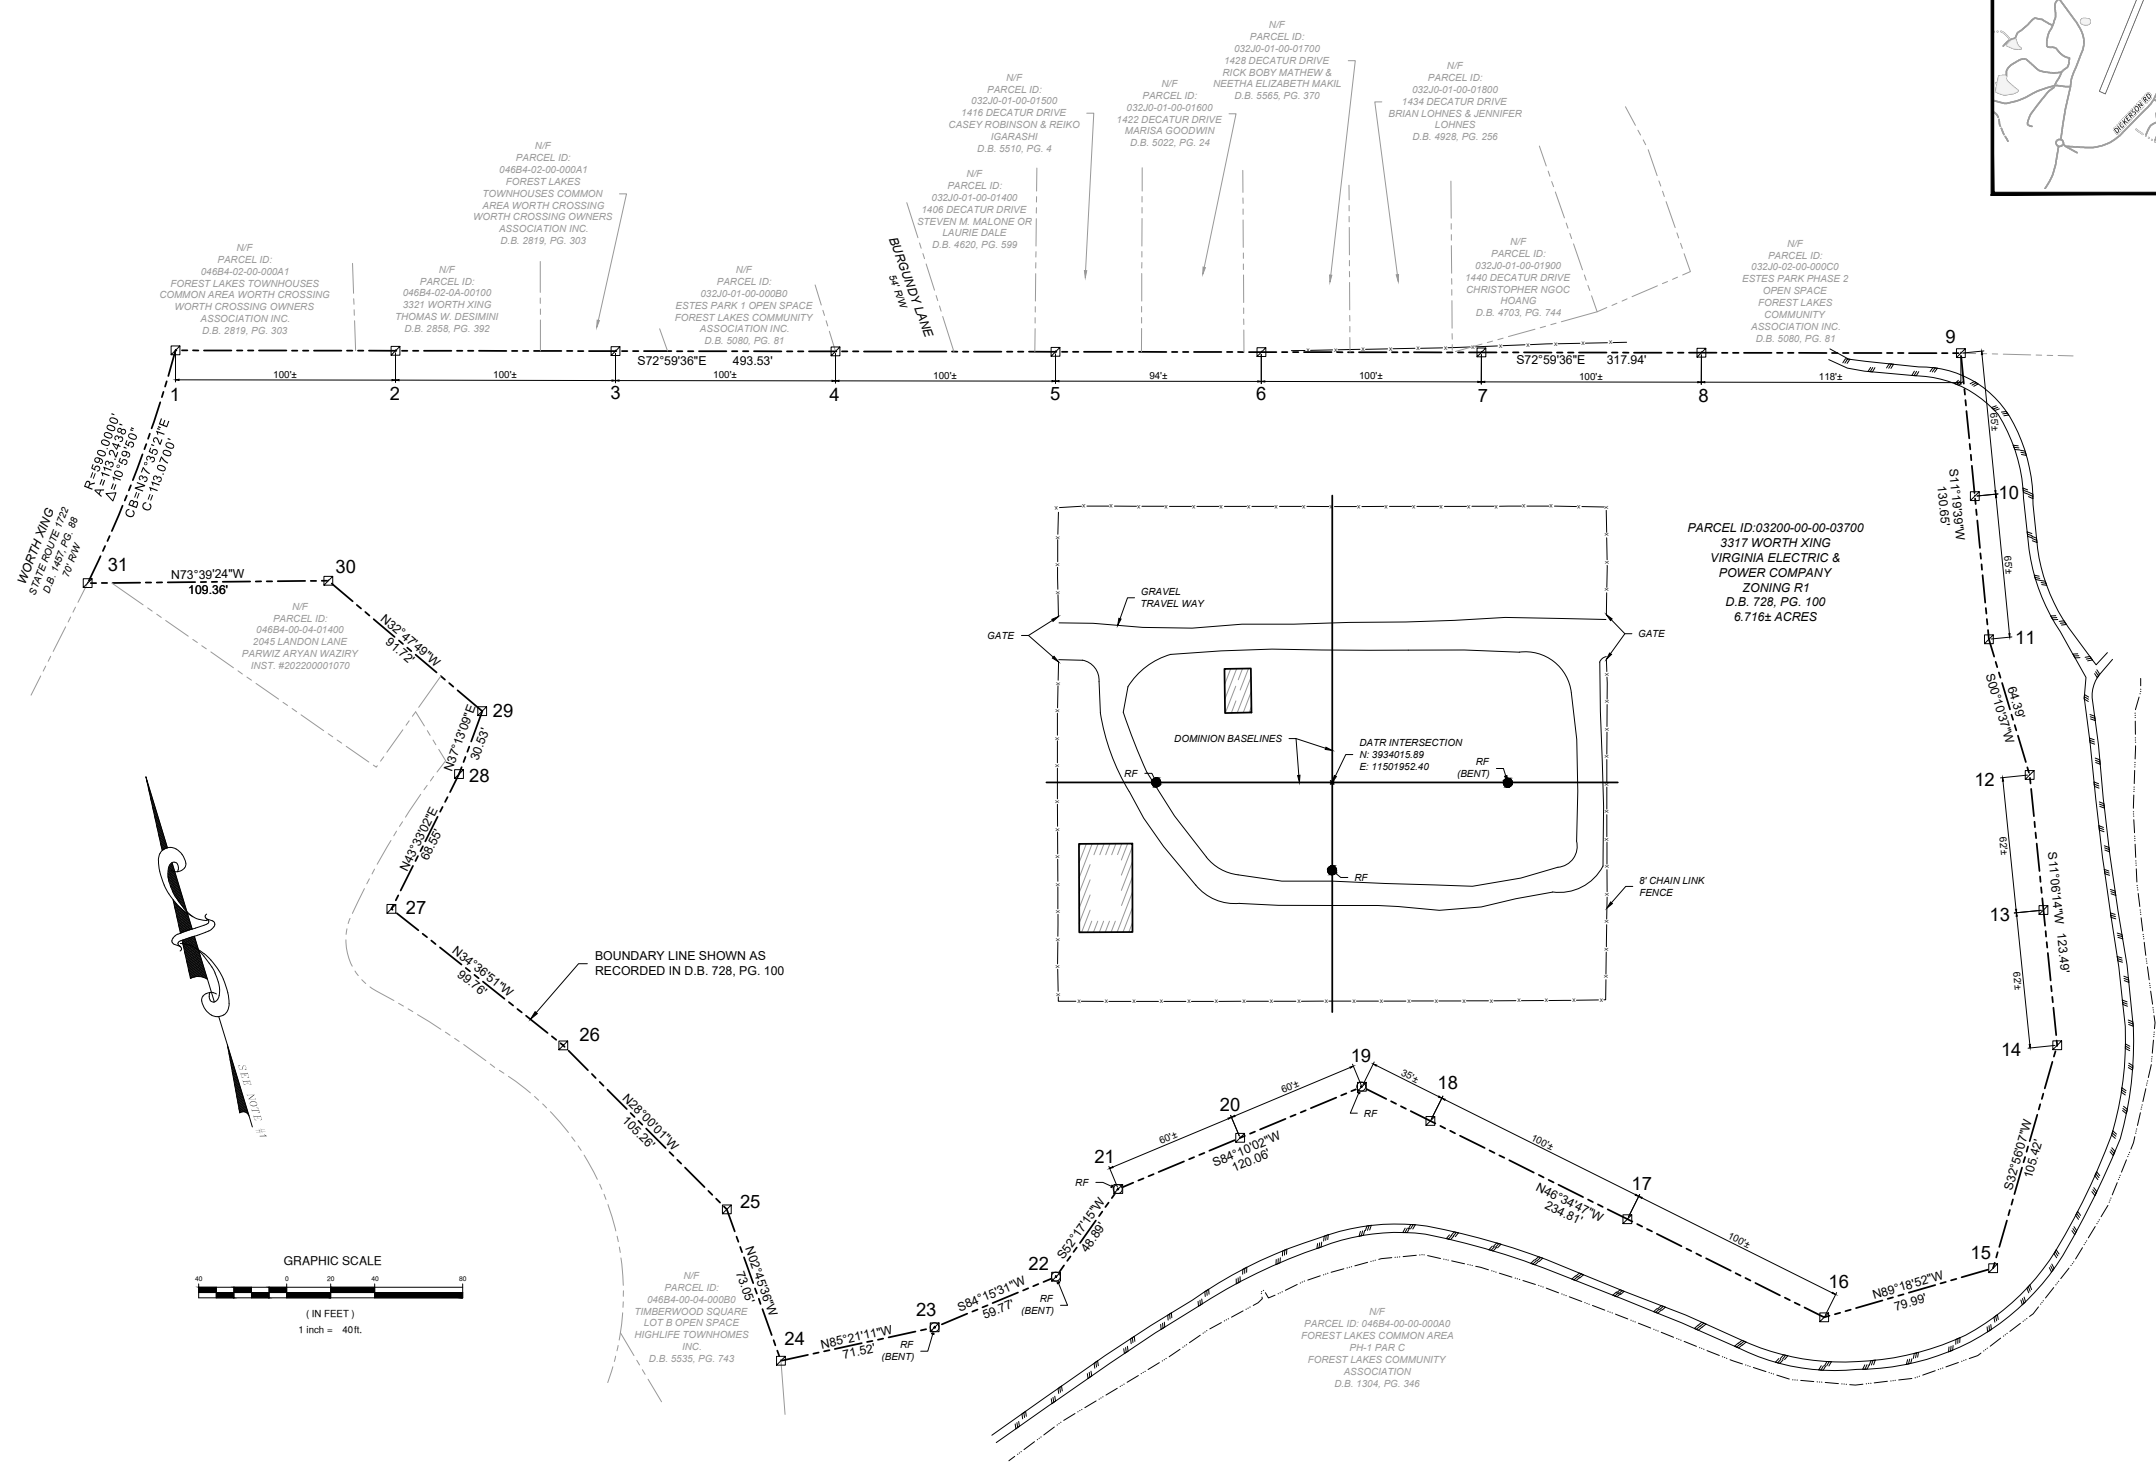 N/F
PARCEL ID:
046B4-02-00-000A1
FOREST LAKES TOWNHOUSES
COMMON AREA WORTH CROSSING
WORTH CROSSING OWNERS
ASSOCIATION INC.
D.B. 2819, PG. 303
N/F
PARCEL ID:
046B4-02-0A-00100
3321 WORTH XING
THOMAS W. DESIMINI
D.B. 2858, PG. 392
N/F
PARCEL ID:
046B4-02-00-000A1
FOREST LAKES
TOWNHOUSES COMMON
AREA WORTH CROSSING
WORTH CROSSING OWNERS
ASSOCIATION INC.
D.B. 2819, PG. 303
N/F
PARCEL ID:
032J0-01-00-000B0
ESTES PARK 1 OPEN SPACE
FOREST LAKES COMMUNITY
ASSOCIATION INC.
D.B. 5080, PG. 81
BURGUNDY LANE
54' R/W
N/F
PARCEL ID:
032J0-01-00-01400
1406 DECATUR DRIVE
STEVEN M. MALONE OR
LAURIE DALE
D.B. 4620, PG. 599
N/F
PARCEL ID:
032J0-01-00-01500
1416 DECATUR DRIVE
CASEY ROBINSON & REIKO
IGARASHI
D.B. 5510, PG. 4
N/F
PARCEL ID:
032J0-01-00-01600
1422 DECATUR DRIVE
MARISA GOODWIN
D.B. 5022, PG. 24
N/F
PARCEL ID:
032J0-01-00-01700
1428 DECATUR DRIVE
RICK BOBY MATHEW &
NEETHA ELIZABETH MAKIL
D.B. 5565, PG. 370
N/F
PARCEL ID:
032J0-01-00-01800
1434 DECATUR DRIVE
BRIAN LOHNES & JENNIFER
LOHNES
D.B. 4928, PG. 256
N/F
PARCEL ID:
032J0-01-00-01900
1440 DECATUR DRIVE
CHRISTOPHER NGOC
HOANG
D.B. 4703, PG. 744
N/F
PARCEL ID:
032J0-02-00-000C0
ESTES PARK PHASE 2
OPEN SPACE
FOREST LAKES
COMMUNITY
ASSOCIATION INC.
D.B. 5080, PG. 81
DICKERSON RD
S72°59'36"E 493.53'
S72°59'36"E 317.94'
9
100'±
100'±
100'±
100'±
94'±
100'±
100'±
118'±
1
2
3
4
5
6
7
8
R=590.0000'
A=113.2438'
△=10°59'50"
CB=N37°35'21"E
C=113.0700'
WORTH XING
STATE ROUTE 1722
D.B. 1457, PG. 88
70' R/W
31
N73°39'24"W
109.36'
30
N/F
PARCEL ID:
046B4-00-04-01400
2045 LANDON LANE
PARWIZ ARYAN WAZIRY
INST. #202200001070
N32°47'49"W
91.72'
29
N37°13'09"E
30.53'
28
N43°33'02"E
68.55'
27
N34°36'51"W
99.76'
BOUNDARY LINE SHOWN AS
RECORDED IN D.B. 728, PG. 100
26
N28°00'01"W
105.26'
25
N02°45'36"W
73.05'
24
N85°21'11"W
71.52'
RF
(BENT)
23
S84°15'31"W
59.77'
22
RF
(BENT)
S52°17'15"W
48.89'
21
RF
60'±
20
S84°10'02"W
120.06'
60'±
19
RF
35'±
18
100'±
N46°34'47"W
234.81'
17
100'±
16
N89°18'52"W
79.99'
15
S32°56'07"W
105.42'
14
62'±
S11°06'14"W 123.49'
13
62'±
12
S00°10'37"W
64.39'
11
65'±
10
S11°19'39"W
130.65'
65'±
PARCEL ID:03200-00-00-03700
3317 WORTH XING
VIRGINIA ELECTRIC &
POWER COMPANY
ZONING R1
D.B. 728, PG. 100
6.716± ACRES
GRAVEL
TRAVEL WAY
GATE
GATE
DOMINION BASELINES
DATR INTERSECTION
N: 3934015.89
E: 11501952.40
RF
RF
(BENT)
RF
8' CHAIN LINK
FENCE
SEE NOTE #1
GRAPHIC SCALE
40 0 20 40 80
( IN FEET )
1 inch = 40ft.
N/F
PARCEL ID:
046B4-00-04-000B0
TIMBERWOOD SQUARE
LOT B OPEN SPACE
HIGHLIFE TOWNHOMES
INC.
D.B. 5535, PG. 743
N/F
PARCEL ID: 046B4-00-00-000A0
FOREST LAKES COMMON AREA
PH-1 PAR C
FOREST LAKES COMMUNITY
ASSOCIATION
D.B. 1304, PG. 346